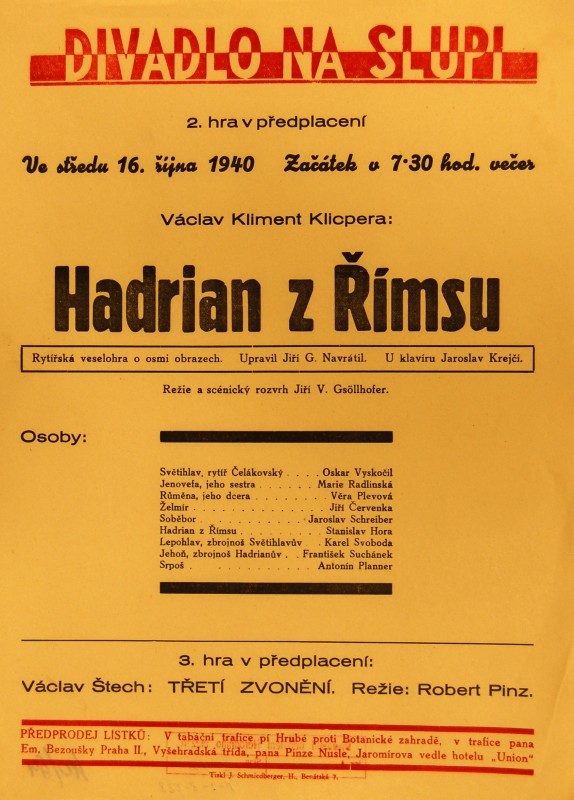 DIVADLO NA SLUPI
2. hra v předplacení
Ve středu 16. října 1940 Začátek v 7·30 hod. večer
Václav Kliment Klicpera:
Hadrian z Římsu
Rytířská veselohra o osmi obrazech. Upravil Jiří G. Navrátil. U klavíru Jaroslav Krejčí.
Režie a scénický rozvrh Jiří V. Gsöllhofer.
Osoby:
Světihlav, rytíř Čelákovský . . . . Oskar Vyskočil
Jenovefa, jeho sestra . . . . . . Marie Radlinská
Růměna, jeho dcera . . . . . . . . Věra Plevová
Želmír . . . . . . . . . . . . Jiří Červenka
Soběbor . . . . . . . . . . Jaroslav Schreiber
Hadrian z Římsu . . . . . . . . Stanislav Hora
Lepohlav, zbrojnoš Světihlavův . . Karel Svoboda
Jehoň, zbrojnoš Hadrianův . . František Suchánek
Srpoš . . . . . . . . . . . Antonín Planner
3. hra v předplacení:
Václav Štech: TŘETÍ ZVONĚNÍ. Režie: Robert Pinz.
PŘEDPRODEJ LÍSTKŮ: V tabáční trafice pí Hrubé proti Botanické zahradě, v trafice pana
Em. Bezoušky Praha II., Vyšehradská třída, pana Pinze Nusle, Jaromírova vedle hotelu „Union"
Tiskl J. Schmiedberger, II., Benátská 7.